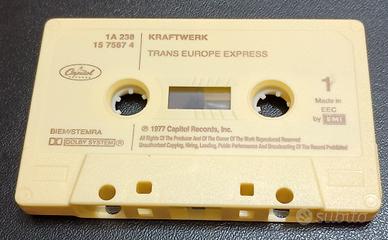 1A 238
15 7587 4
KRAFTWERK
TRANS EUROPE EXPRESS
Capitol
1
Made in
EEC
by EMI
BIEM/STEMRA
DOLBY SYSTEM
℗ 1977 Capitol Records, Inc.
All Rights Of The Producer And Of The Owner Of The Work Reproduced Reserved
Unauthorised Copying, Hiring, Lending, Public Performance And Broadcasting Of This Record Prohibited
subito